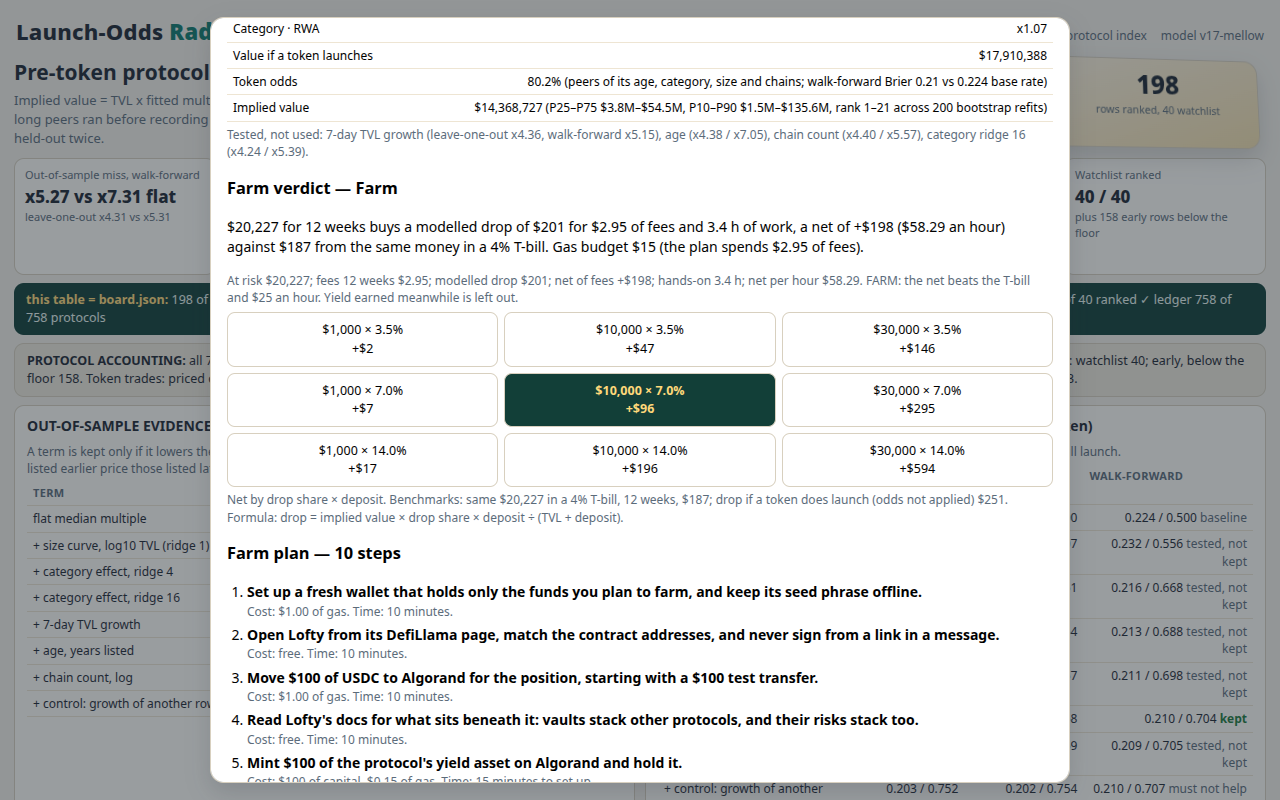 Launch-Odds Rad
protocol index model v17-mellow
Pre-token protocol
Implied value = TVL x fitted mult
long peers ran before recording
held-out twice.
198
rows ranked, 40 watchlist
Out-of-sample miss, walk-forward
x5.27 vs x7.31 flat
leave-one-out x4.31 vs x5.31
Watchlist ranked
40 / 40
plus 158 early rows below the
floor
this table = board.json: 198 of
758 protocols
of 40 ranked ✓ ledger 758 of
PROTOCOL ACCOUNTING: all 7
floor 158. Token trades: priced
: watchlist 40; early, below the
OUT-OF-SAMPLE EVIDENCE
A term is kept only if it lowers the
listed earlier price those listed la
TERM
flat median multiple
+ size curve, log10 TVL (ridge 1)
+ category effect, ridge 4
+ category effect, ridge 16
+ 7-day TVL growth
+ age, years listed
+ chain count, log
+ control: growth of another row
en)
ll launch.
WALK-FORWARD
0 0.224 / 0.500 baseline
7 0.232 / 0.556 tested, not
kept
1 0.216 / 0.668 tested, not
kept
4 0.213 / 0.688 tested, not
kept
7 0.211 / 0.698 tested, not
kept
8 0.210 / 0.704 kept
9 0.209 / 0.705 tested, not
kept
+ control: growth of another 0.203 / 0.752 0.202 / 0.754 0.210 / 0.707 must not help
Category · RWA x1.07
Value if a token launches $17,910,388
Token odds 80.2% (peers of its age, category, size and chains; walk-forward Brier 0.21 vs 0.224 base rate)
Implied value $14,368,727 (P25–P75 $3.8M–$54.5M, P10–P90 $1.5M–$135.6M, rank 1–21 across 200 bootstrap refits)
Tested, not used: 7-day TVL growth (leave-one-out x4.36, walk-forward x5.15), age (x4.38 / x7.05), chain count (x4.40 / x5.57), category ridge 16
(x4.24 / x5.39).
Farm verdict — Farm
$20,227 for 12 weeks buys a modelled drop of $201 for $2.95 of fees and 3.4 h of work, a net of +$198 ($58.29 an hour)
against $187 from the same money in a 4% T-bill. Gas budget $15 (the plan spends $2.95 of fees).
At risk $20,227; fees 12 weeks $2.95; modelled drop $201; net of fees +$198; hands-on 3.4 h; net per hour $58.29. FARM: the net beats the T-bill
and $25 an hour. Yield earned meanwhile is left out.
$1,000 × 3.5%
+$2
$10,000 × 3.5%
+$47
$30,000 × 3.5%
+$146
$1,000 × 7.0%
+$7
$10,000 × 7.0%
+$96
$30,000 × 7.0%
+$295
$1,000 × 14.0%
+$17
$10,000 × 14.0%
+$196
$30,000 × 14.0%
+$594
Net by drop share × deposit. Benchmarks: same $20,227 in a 4% T-bill, 12 weeks, $187; drop if a token does launch (odds not applied) $251.
Formula: drop = implied value × drop share × deposit ÷ (TVL + deposit).
Farm plan — 10 steps
1. Set up a fresh wallet that holds only the funds you plan to farm, and keep its seed phrase offline.
Cost: $1.00 of gas. Time: 10 minutes.
2. Open Lofty from its DefiLlama page, match the contract addresses, and never sign from a link in a message.
Cost: free. Time: 10 minutes.
3. Move $100 of USDC to Algorand for the position, starting with a $100 test transfer.
Cost: $1.00 of gas. Time: 10 minutes.
4. Read Lofty's docs for what sits beneath it: vaults stack other protocols, and their risks stack too.
Cost: free. Time: 10 minutes.
5. Mint $100 of the protocol's yield asset on Algorand and hold it.
Cost: $100 of capital, $0.15 of gas. Time: 15 minutes to set up.